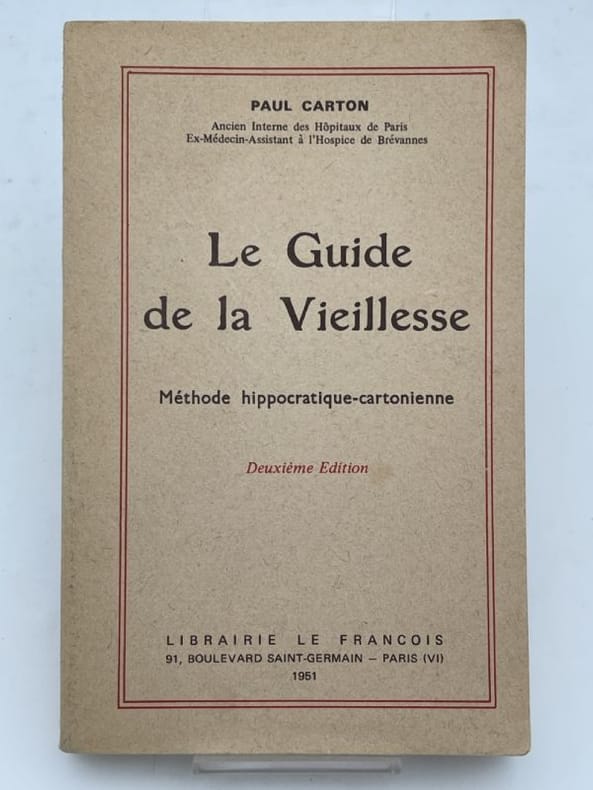 PAUL CARTON
Ancien Interne des Hôpitaux de Paris
Ex-Médecin-Assistant à l'Hospice de Brévannes
Le Guide
de la Vieillesse
Méthode hippocratique-cartonienne
Deuxième Edition
LIBRAIRIE LE FRANCOIS
91, BOULEVARD SAINT-GERMAIN — PARIS (VI)
1951